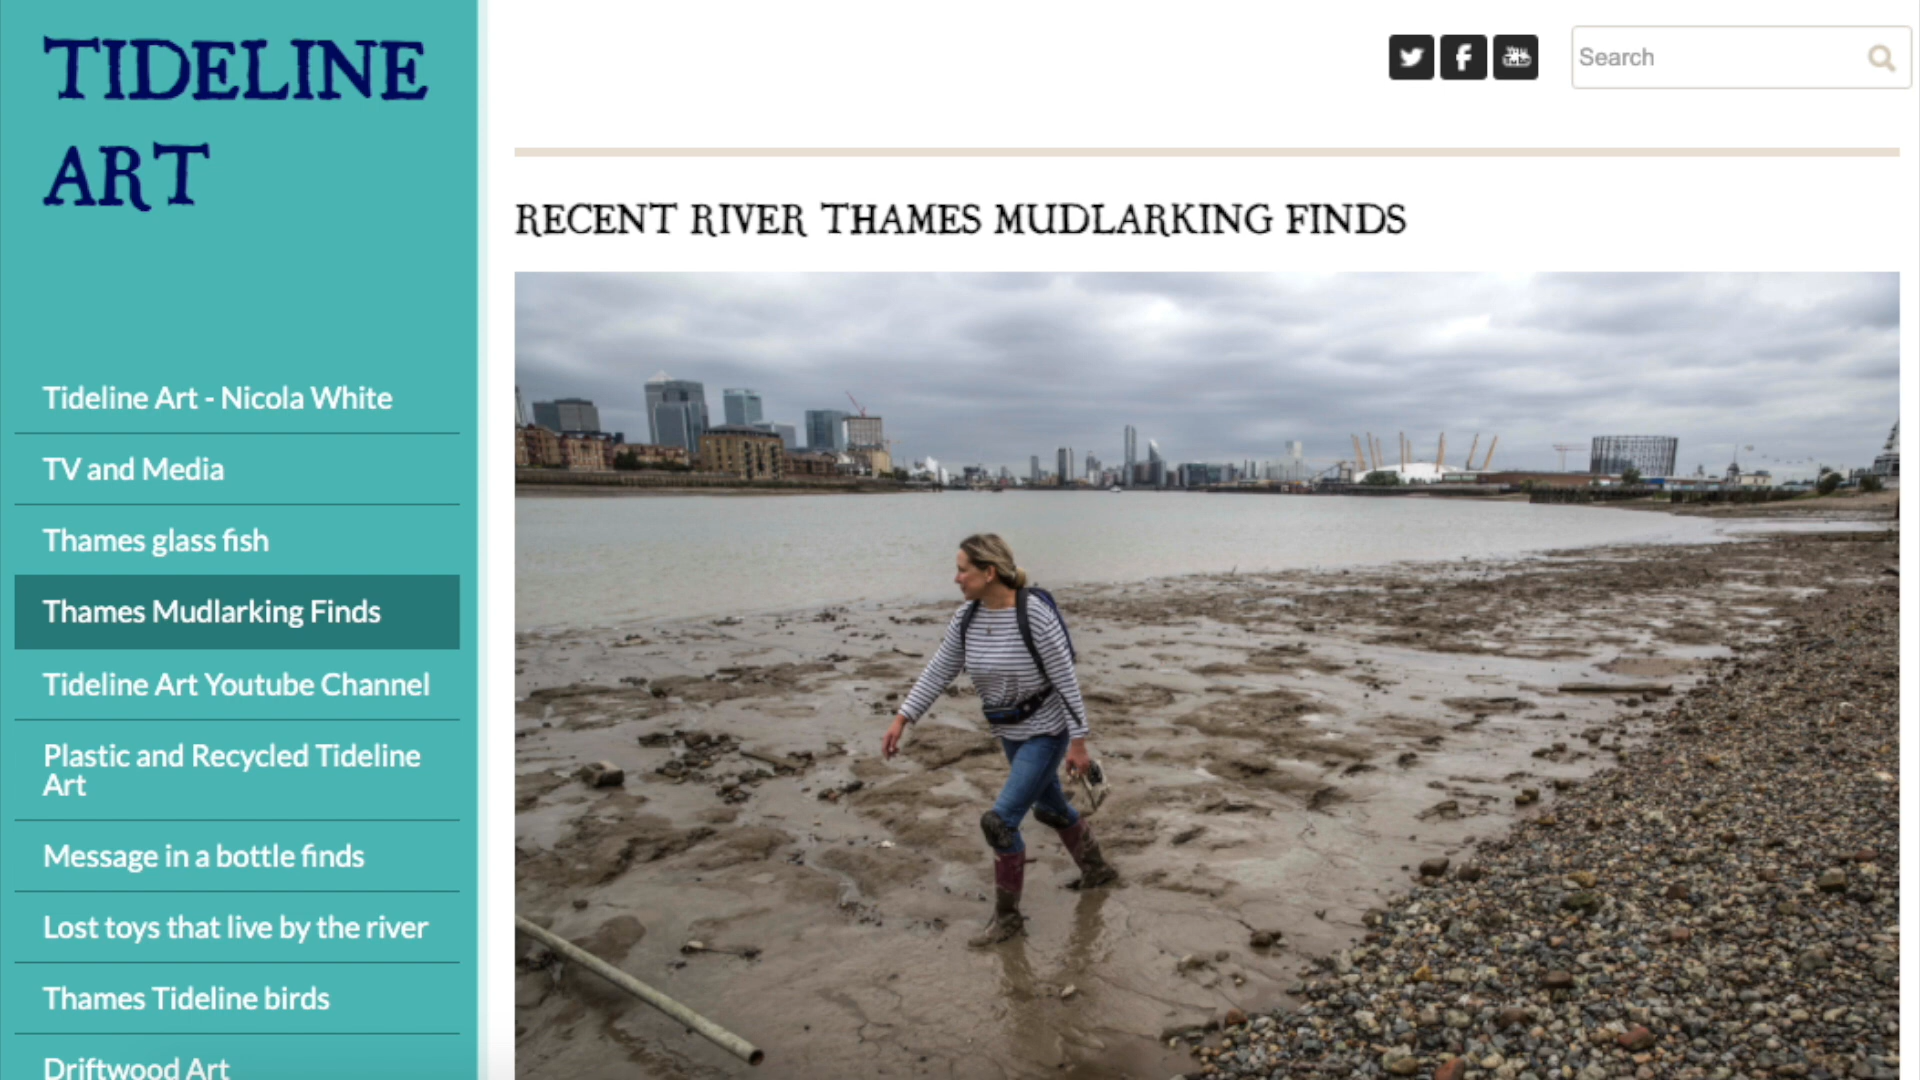 TIDELINE
ART
Search
RECENT RIVER THAMES MUDLARKING FINDS
Tideline Art - Nicola White
TV and Media
Thames glass fish
Thames Mudlarking Finds
Tideline Art Youtube Channel
Plastic and Recycled Tideline
Art
Message in a bottle finds
Lost toys that live by the river
Thames Tideline birds
Driftwood Art